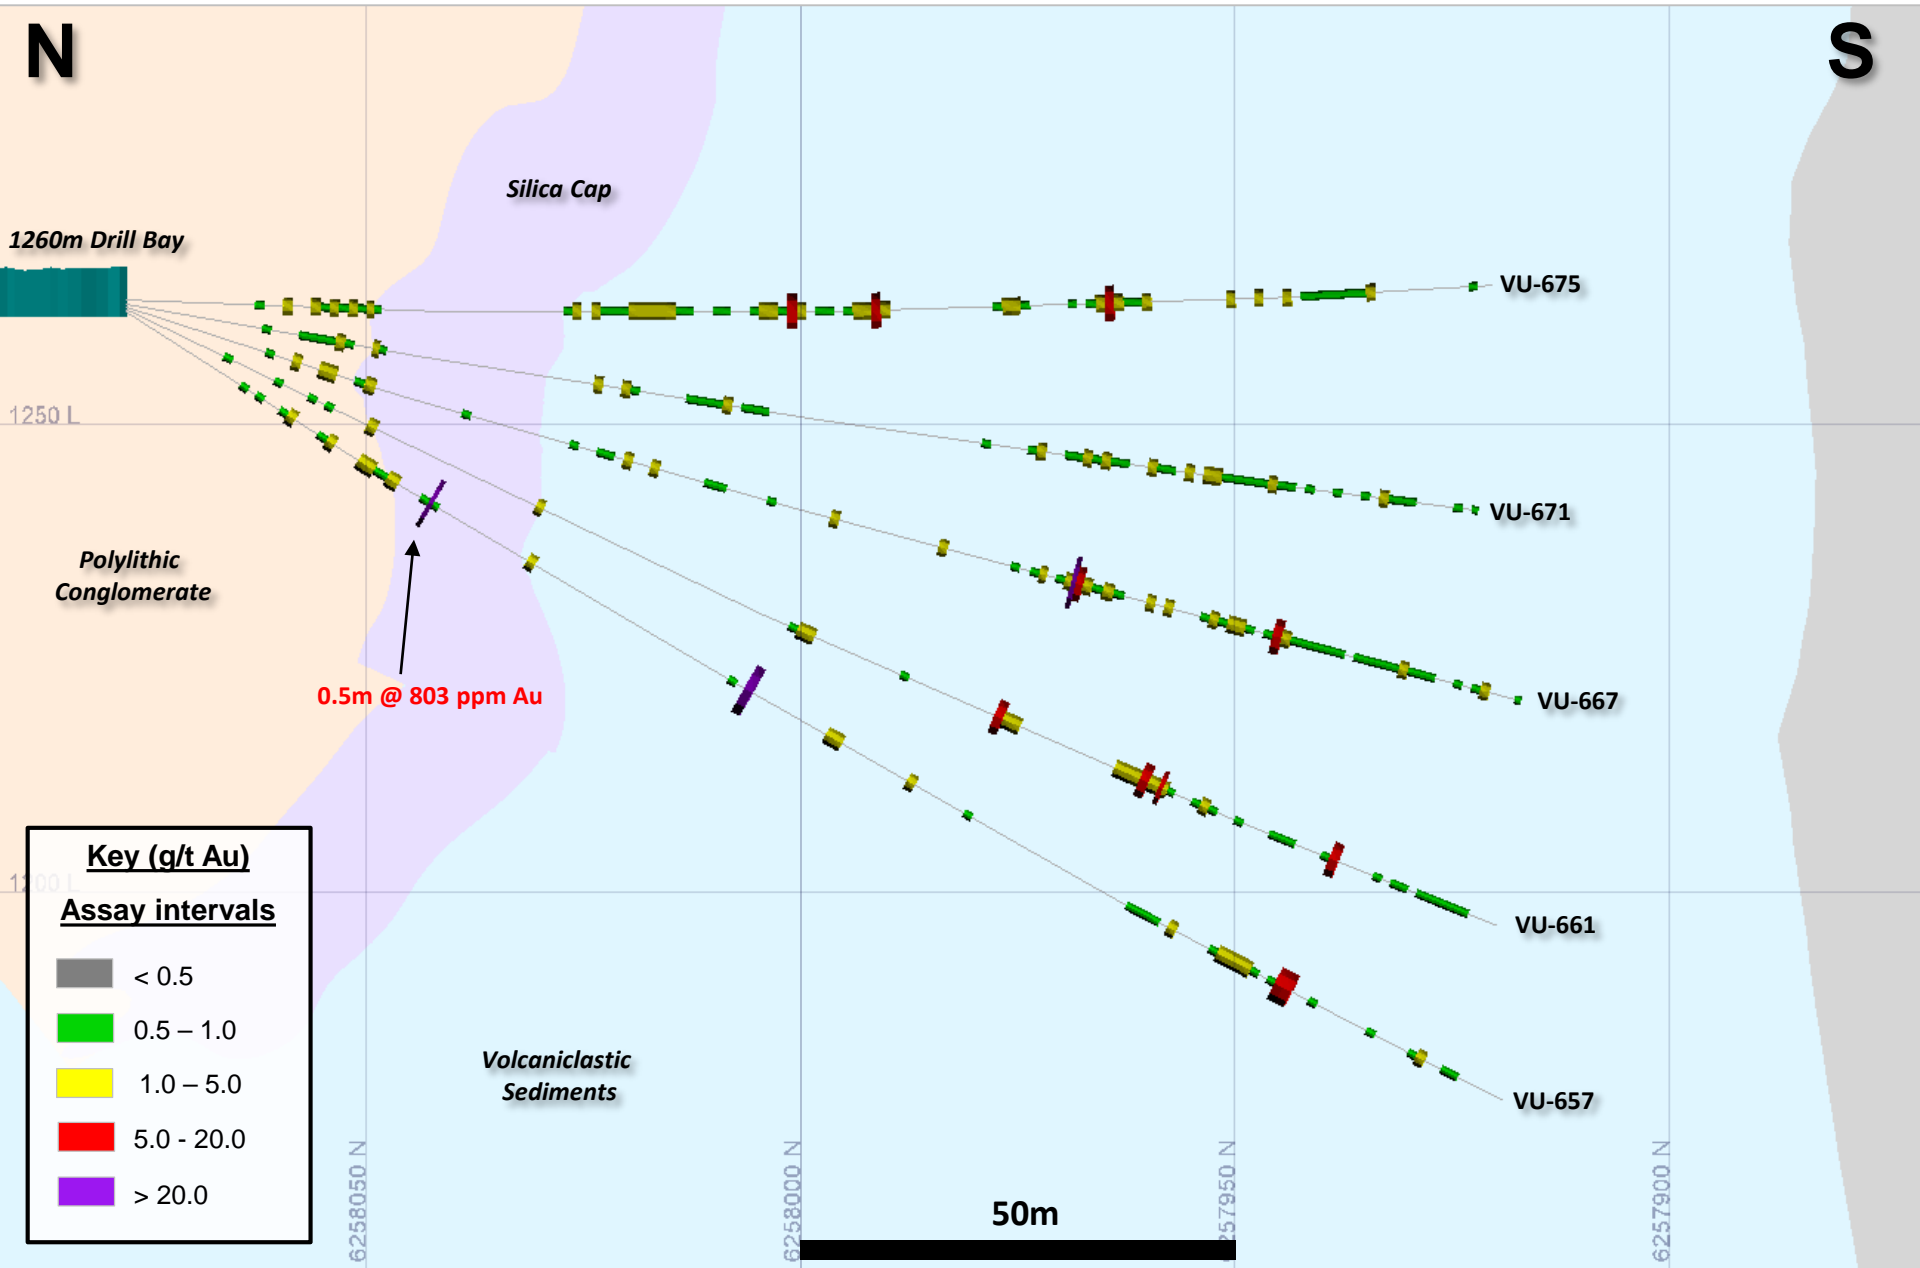 N
S
Silica Cap
1260m Drill Bay
VU-675
1250 L
VU-671
Polylithic
Conglomerate
0.5m @ 803 ppm Au
VU-667
Key (g/t Au)
1200 L
Assay intervals
VU-661
< 0.5
0.5 – 1.0
Volcaniclastic
Sediments
1.0 – 5.0
VU-657
5.0 - 20.0
> 20.0
50m
6258050 N
6258000 N
6257950 N
6257900 N